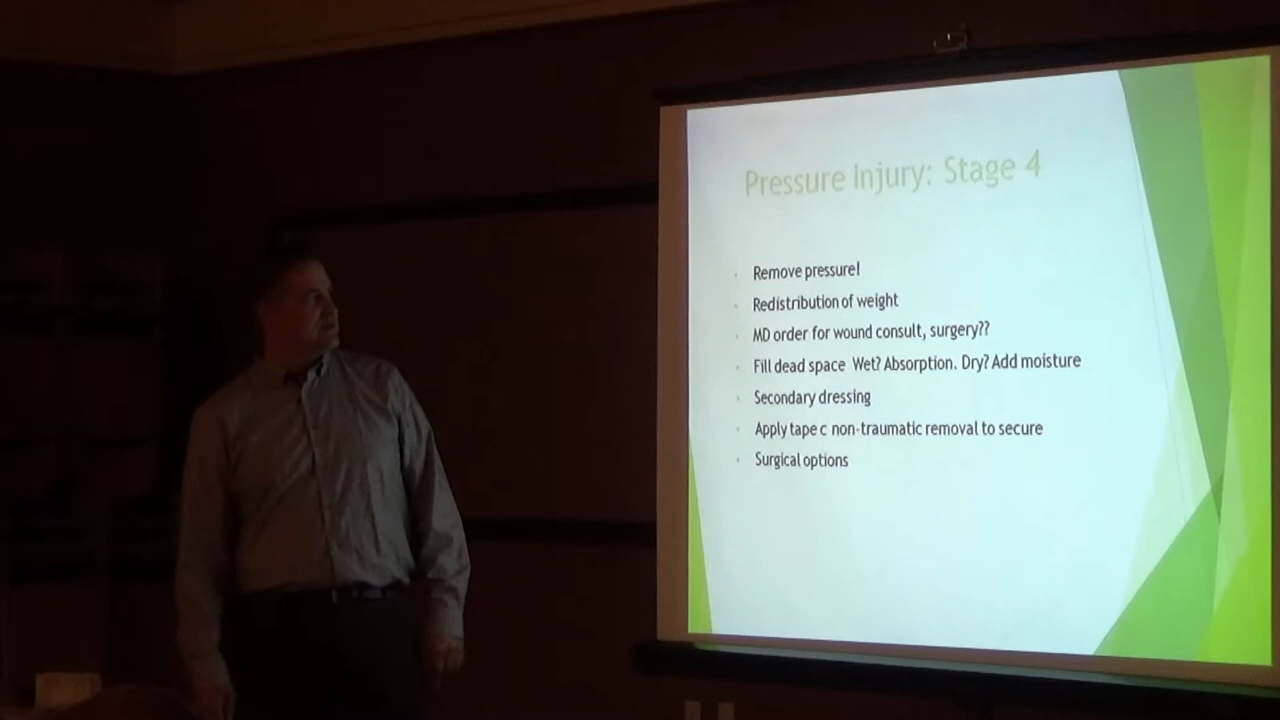 Pressure Injury: Stage 4
Remove pressure!
Redistribution of weight
MD order for wound consult, surgery??
Fill dead space Wet? Absorption. Dry? Add moisture
Secondary dressing
Apply tape c non-traumatic removal to secure
Surgical options